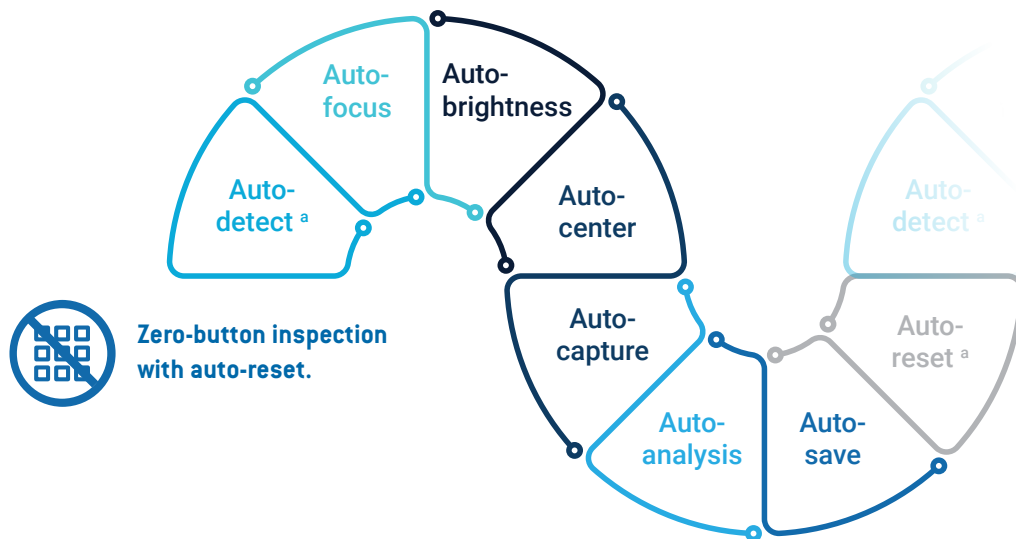 Auto-
detect ᵃ
Auto-
focus
Auto-
brightness
Auto-
center
Auto-
capture
Auto-
analysis
Auto-
save
Auto-
reset ᵃ
Auto-
detect ᵃ
Zero-button inspection
with auto-reset.